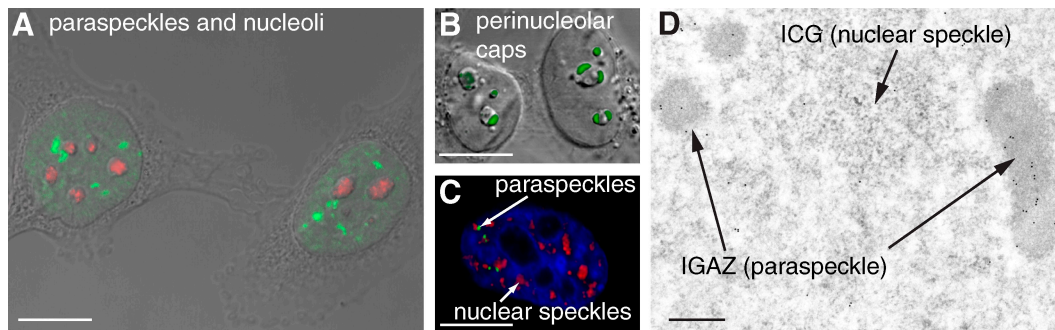 A paraspeckles and nucleoli
B perinucleolar
caps
C paraspeckles
nuclear speckles
D ICG (nuclear speckle)
IGAZ (paraspeckle)